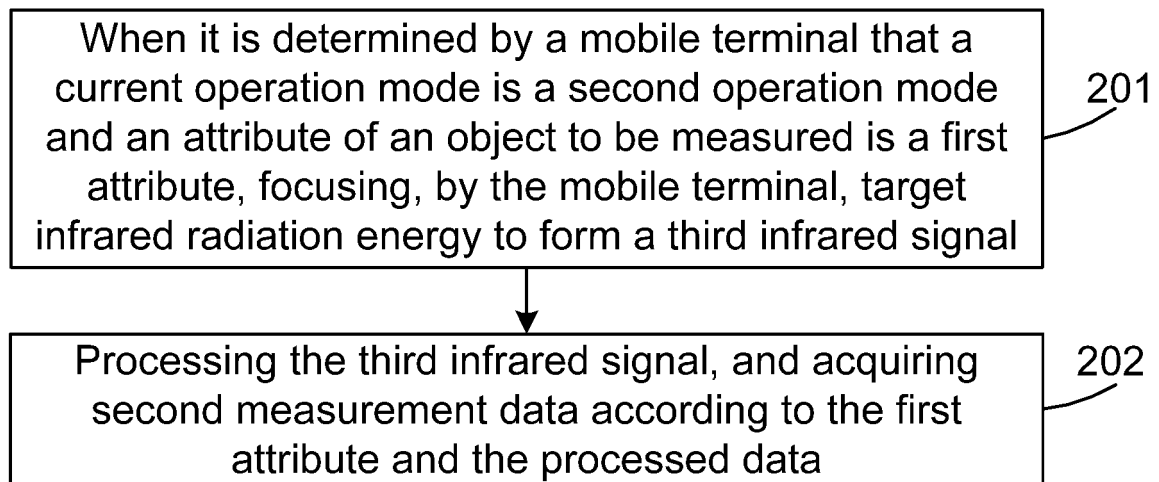 When it is determined by a mobile terminal that a
current operation mode is a second operation mode
and an attribute of an object to be measured is a first
attribute, focusing, by the mobile terminal, target
infrared radiation energy to form a third infrared signal
201
Processing the third infrared signal, and acquiring
second measurement data according to the first
attribute and the processed data
202